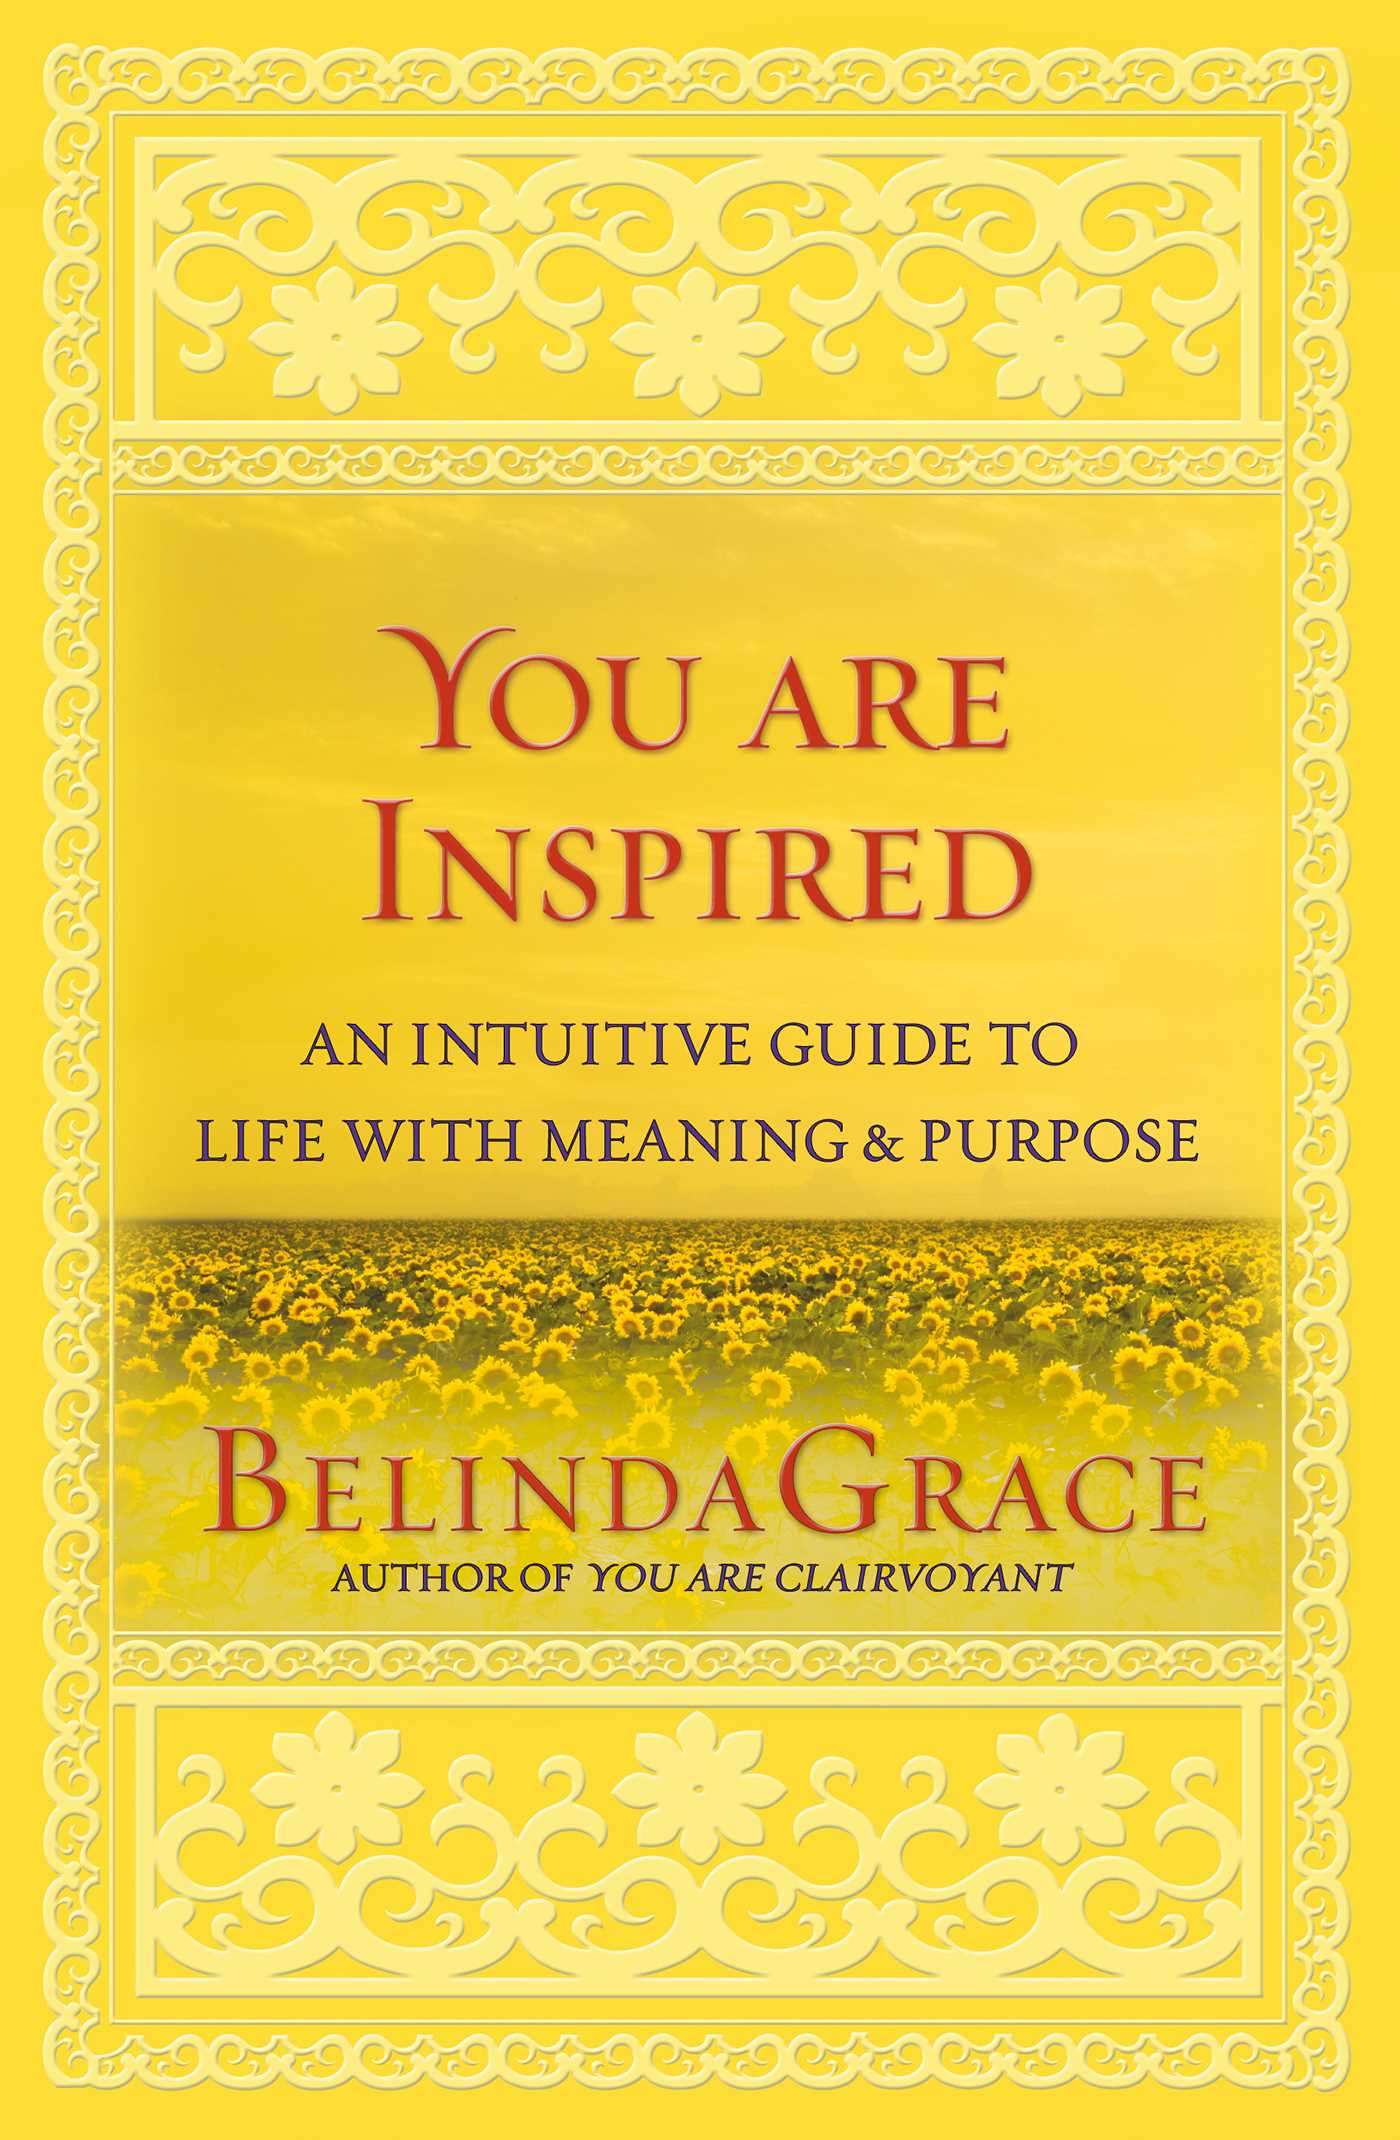 You are
Inspired
AN INTUITIVE GUIDE TO
LIFE WITH MEANING & PURPOSE
BelindaGrace
AUTHOR OF YOU ARE CLAIRVOYANT